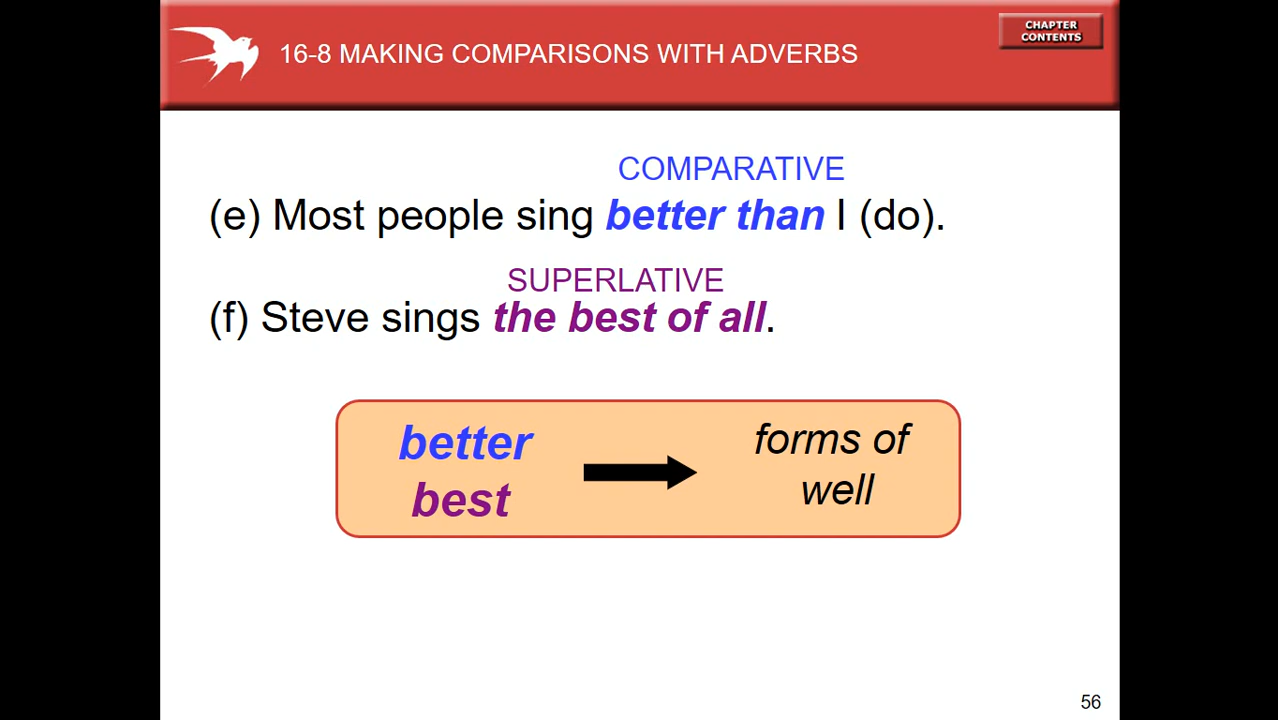 CHAPTER
CONTENTS
16-8 MAKING COMPARISONS WITH ADVERBS
COMPARATIVE
(e) Most people sing better than I (do).
SUPERLATIVE
(f) Steve sings the best of all.
better
best
forms of
well
56